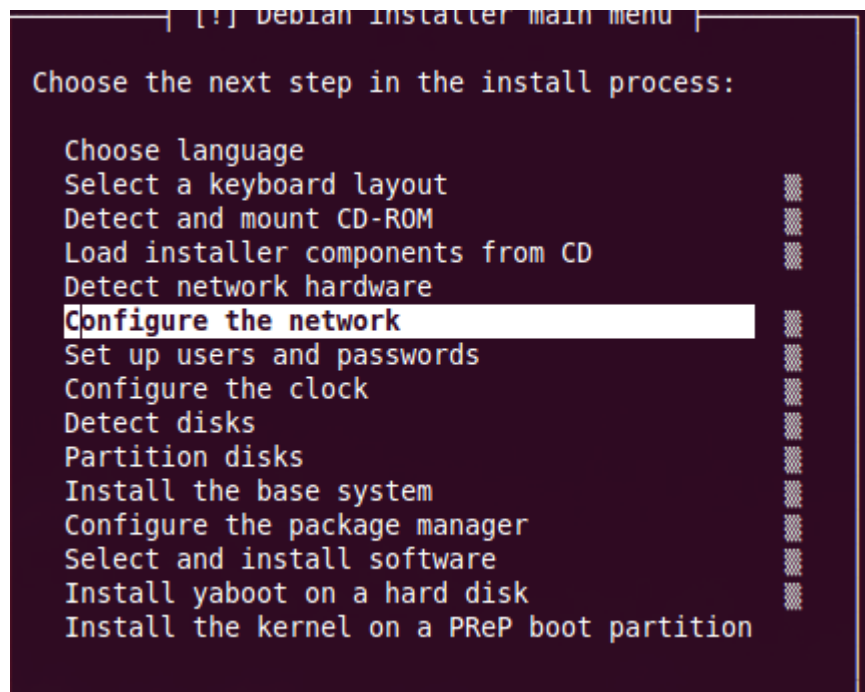 [!] Debian installer main menu
Choose the next step in the install process:
Choose language
Select a keyboard layout
Detect and mount CD-ROM
Load installer components from CD
Detect network hardware
Configure the network
Set up users and passwords
Configure the clock
Detect disks
Partition disks
Install the base system
Configure the package manager
Select and install software
Install yaboot on a hard disk
Install the kernel on a PReP boot partition